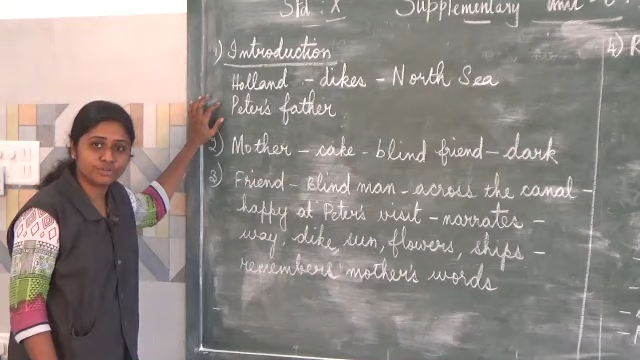 Std : X Supplementary unit -
1) Introduction
Holland - dikes - North Sea
Peter's father
2) Mother - cake - blind friend - dark
3) Friend - blind man - across the canal -
happy at Peter's visit - narrates -
way, dike, sun, flowers, ships -
remembers mother's words
4) R